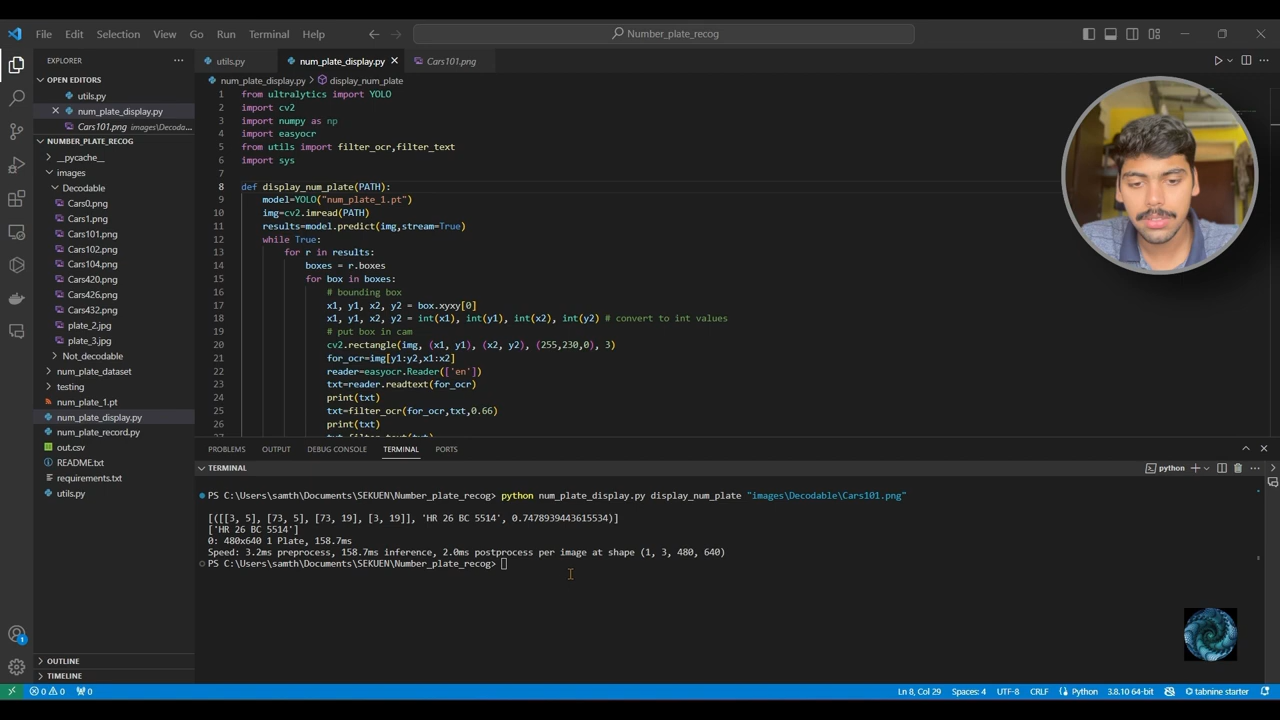 File Edit Selection View Go Run Terminal Help
Number_plate_recog
EXPLORER
OPEN EDITORS
utils.py
num_plate_display.py
Cars101.png images\Decoda...
NUMBER_PLATE_RECOG
__pycache__
images
Decodable
Cars0.png
Cars1.png
Cars101.png
Cars102.png
Cars104.png
Cars420.png
Cars426.png
Cars432.png
plate_2.jpg
plate_3.jpg
Not_decodable
num_plate_dataset
testing
num_plate_1.pt
num_plate_display.py
num_plate_record.py
out.csv
README.txt
requirements.txt
utils.py
OUTLINE
TIMELINE
utils.py num_plate_display.py Cars101.png
num_plate_display.py > display_num_plate
1 from ultralytics import YOLO
2 import cv2
3 import numpy as np
4 import easyocr
5 from utils import filter_ocr,filter_text
6 import sys
7
8 def display_num_plate(PATH):
9 model=YOLO("num_plate_1.pt")
10 img=cv2.imread(PATH)
11 results=model.predict(img,stream=True)
12 while True:
13 for r in results:
14 boxes = r.boxes
15 for box in boxes:
16 # bounding box
17 x1, y1, x2, y2 = box.xyxy[0]
18 x1, y1, x2, y2 = int(x1), int(y1), int(x2), int(y2) # convert to int values
19 # put box in cam
20 cv2.rectangle(img, (x1, y1), (x2, y2), (255,230,0), 3)
21 for_ocr=img[y1:y2,x1:x2]
22 reader=easyocr.Reader(['en'])
23 txt=reader.readtext(for_ocr)
24 print(txt)
25 txt=filter_ocr(for_ocr,txt,0.66)
26 print(txt)
PROBLEMS OUTPUT DEBUG CONSOLE TERMINAL PORTS
TERMINAL
python
PS C:\Users\samth\Documents\SEKUEN\Number_plate_recog> python num_plate_display.py display_num_plate "images\Decodable\Cars101.png"
[([[3, 5], [73, 5], [73, 19], [3, 19]], 'HR 26 BC 5514', 0.7478939443615534)]
['HR 26 BC 5514']
0: 480x640 1 Plate, 158.7ms
Speed: 3.2ms preprocess, 158.7ms inference, 2.0ms postprocess per image at shape (1, 3, 480, 640)
PS C:\Users\samth\Documents\SEKUEN\Number_plate_recog>
1
0 0 0 Ln 8, Col 29 Spaces: 4 UTF-8 CRLF Python 3.8.10 64-bit tabnine starter